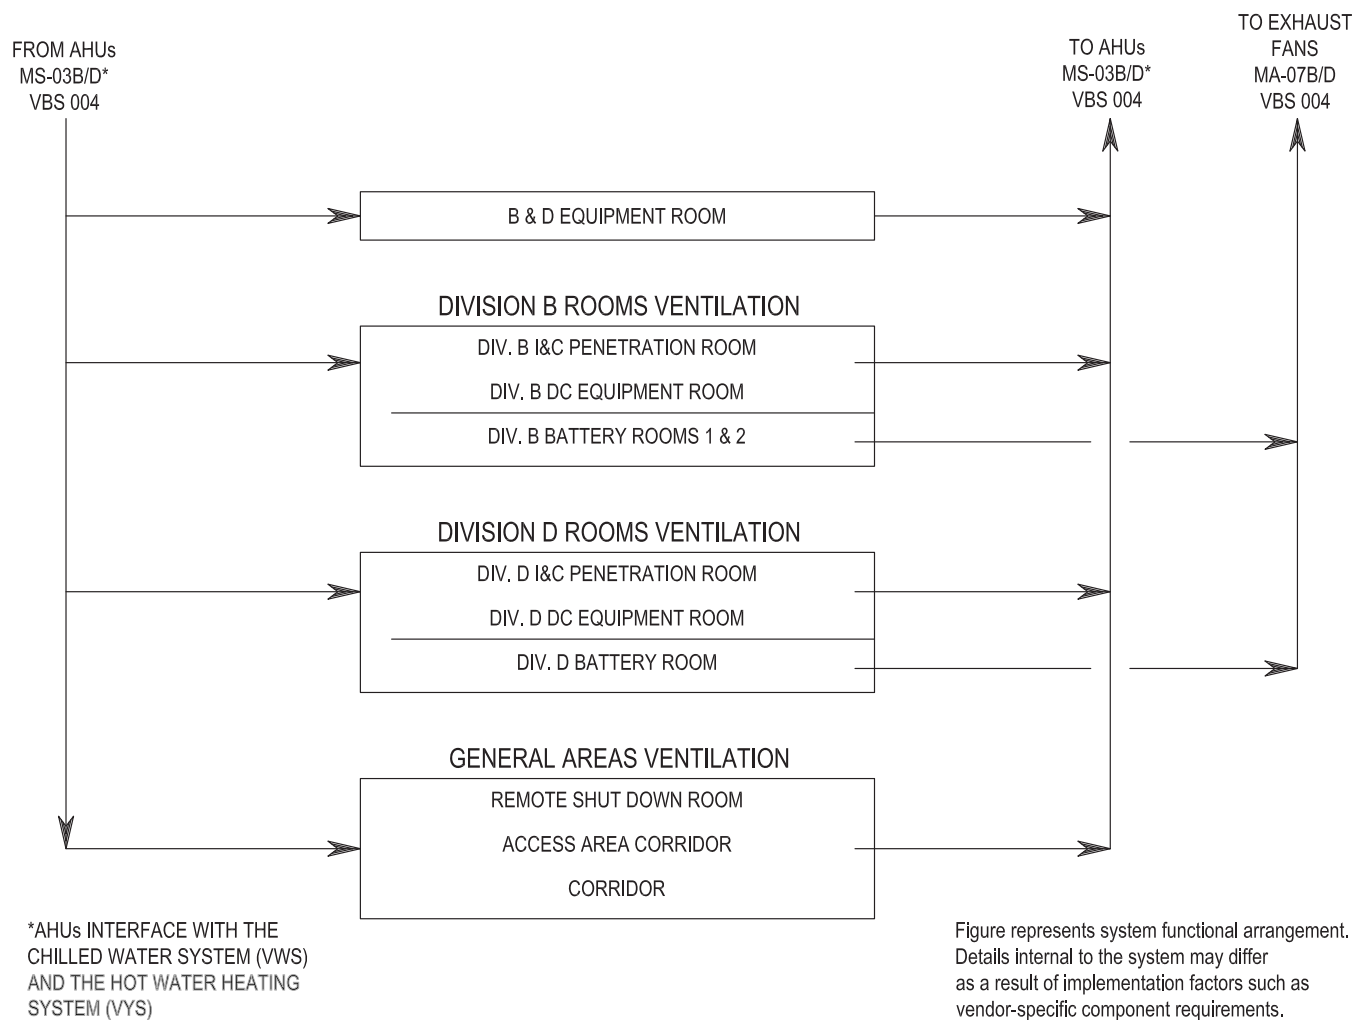 FROM AHUs
MS-03B/D*
VBS 004
TO AHUs
MS-03B/D*
VBS 004
TO EXHAUST
FANS
MA-07B/D
VBS 004
B & D EQUIPMENT ROOM
DIVISION B ROOMS VENTILATION
DIV. B I&C PENETRATION ROOM
DIV. B DC EQUIPMENT ROOM
DIV. B BATTERY ROOMS 1 & 2
DIVISION D ROOMS VENTILATION
DIV. D I&C PENETRATION ROOM
DIV. D DC EQUIPMENT ROOM
DIV. D BATTERY ROOM
GENERAL AREAS VENTILATION
REMOTE SHUT DOWN ROOM
ACCESS AREA CORRIDOR
CORRIDOR
*AHUs INTERFACE WITH THE
CHILLED WATER SYSTEM (VWS)
AND THE HOT WATER HEATING
SYSTEM (VYS)
Figure represents system functional arrangement.
Details internal to the system may differ
as a result of implementation factors such as
vendor-specific component requirements.